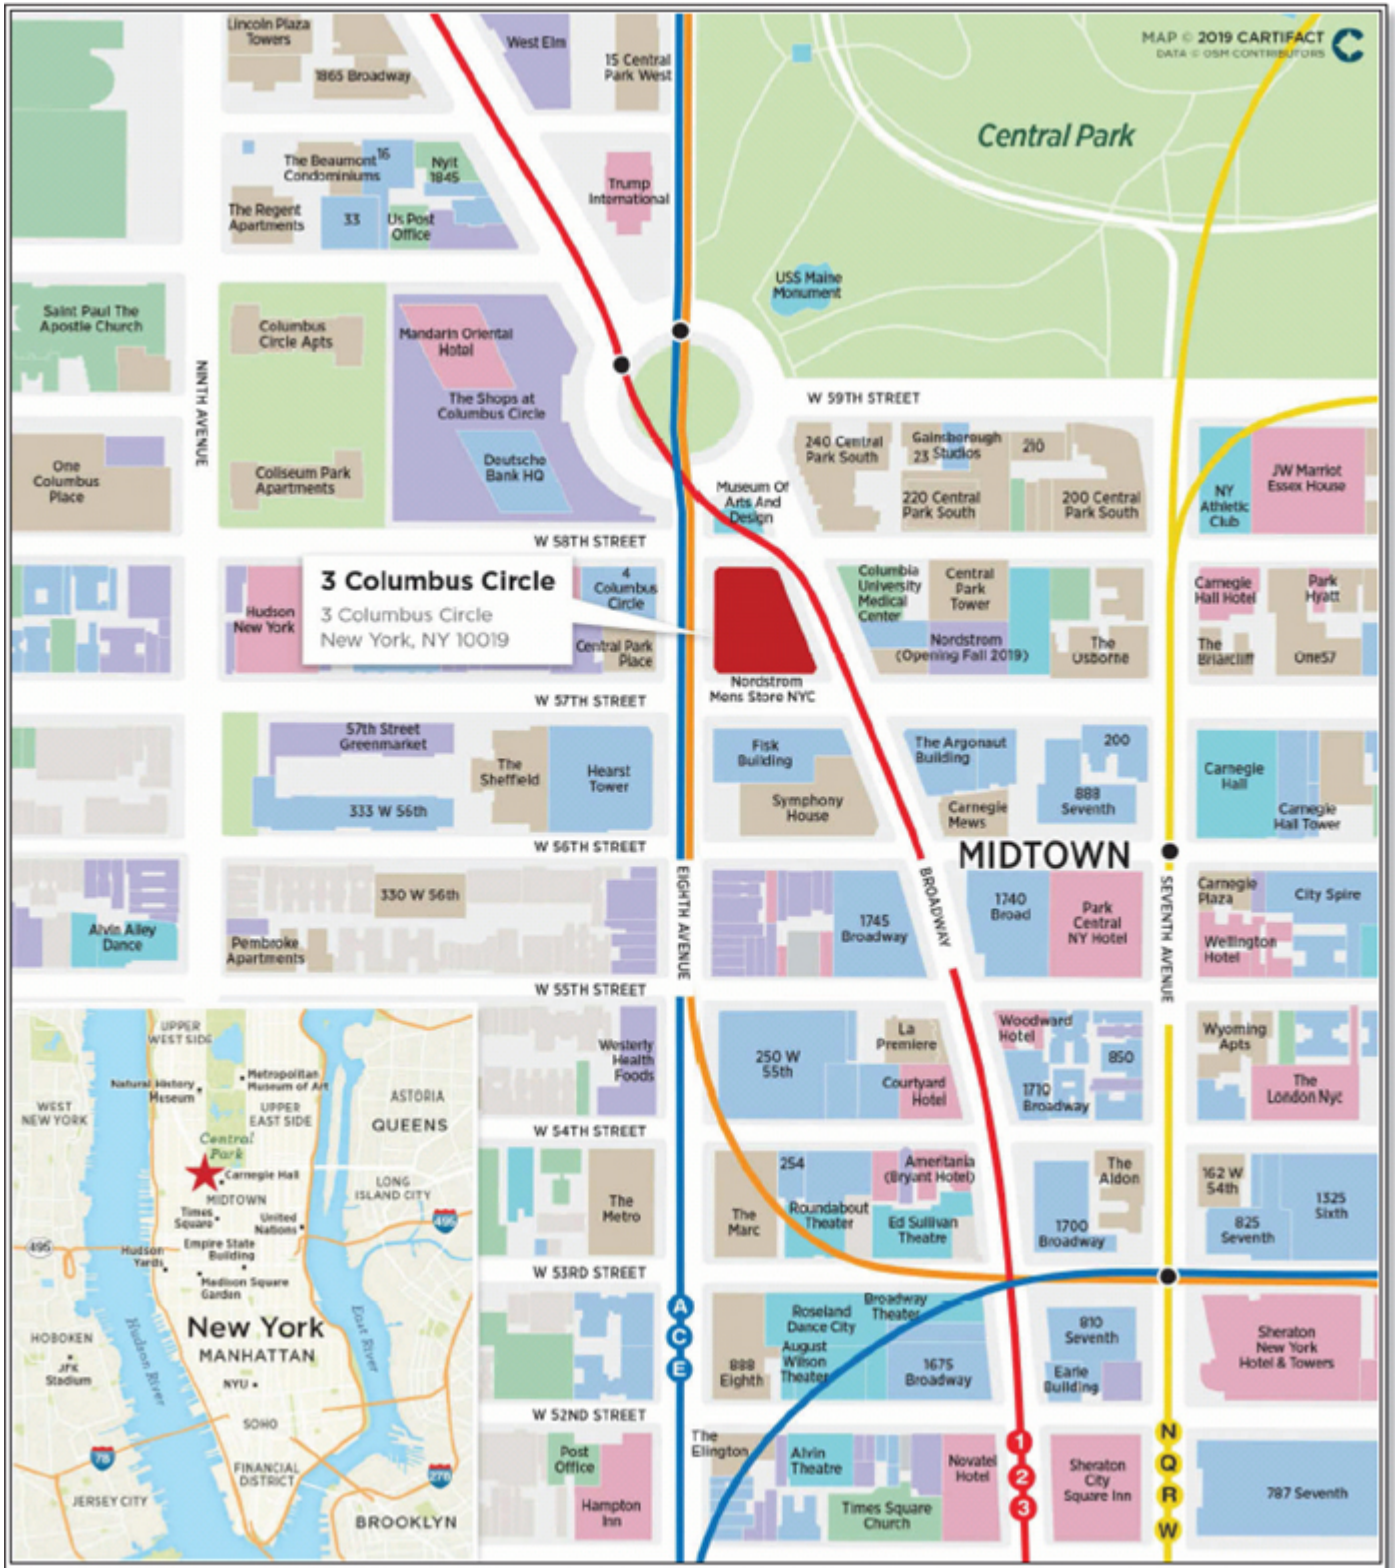 MAP © 2019 CARTIFACT
DATA © OSM CONTRIBUTORS
Lincoln Plaza
Towers
1865 Broadway
West Elm
15 Central
Park West
Central Park
The Beaumont
Condominiums
16
Nyit
1845
The Regent
Apartments
33
Us Post
Office
Trump
International
USS Maine
Monument
Saint Paul The
Apostle Church
Columbus
Circle Apts
Mandarin Oriental
Hotel
The Shops at
Columbus Circle
Deutsche
Bank HQ
Coliseum Park
Apartments
NINTH AVENUE
One
Columbus
Place
W 59TH STREET
240 Central
Park South
Gainsborough
23 Studios
210
220 Central
Park South
200 Central
Park South
NY
Athletic
Club
JW Marriot
Essex House
Museum Of
Arts And
Design
W 58TH STREET
3 Columbus Circle
3 Columbus Circle
New York, NY 10019
Hudson
New York
4
Columbus
Circle
Central Park
Place
Columbia
University
Medical
Center
Central
Park
Tower
Nordstrom
(Opening Fall 2019)
The
Osborne
Carnegie
Hall Hotel
Park
Hyatt
The
Briarcliff
One57
Nordstrom
Mens Store NYC
W 57TH STREET
57th Street
Greenmarket
The
Sheffield
Hearst
Tower
333 W 56th
Fisk
Building
Symphony
House
The Argonaut
Building
Carnegie
Mews
200
888
Seventh
Carnegie
Hall
Carnegie
Hall Tower
W 56TH STREET
MIDTOWN
EIGHTH AVENUE
BROADWAY
SEVENTH AVENUE
330 W 56th
Alvin Ailey
Dance
Pembroke
Apartments
1745
Broadway
1740
Broad
Park
Central
NY Hotel
Carnegie
Plaza
City Spire
Wellington
Hotel
W 55TH STREET
Westerly
Health
Foods
250 W
55th
La
Premiere
Courtyard
Hotel
Woodward
Hotel
850
1710
Broadway
Wyoming
Apts
The
London Nyc
W 54TH STREET
The
Metro
The
Marc
254
Roundabout
Theater
Ameritania
(Bryant Hotel)
Ed Sullivan
Theatre
The
Aldon
1700
Broadway
162 W
54th
825
Seventh
1325
Sixth
W 53RD STREET
A
C
E
888
Eighth
Roseland
Dance City
Broadway
Theater
August
Wilson
Theater
1675
Broadway
810
Seventh
Earle
Building
Sheraton
New York
Hotel & Towers
W 52ND STREET
Post
Office
Hampton
Inn
The
Elington
Alvin
Theatre
Times Square
Church
Novatel
Hotel
1
2
3
Sheraton
City
Square Inn
N
Q
R
W
787 Seventh
UPPER
WEST SIDE
Natural History
Museum
Metropolitan
Museum of Art
WEST
NEW YORK
UPPER
EAST SIDE
ASTORIA
QUEENS
Central
Park
Carnegie Hall
MIDTOWN
LONG
ISLAND CITY
Times
Square
United
Nations
495
495
Empire State
Building
Hudson
Yards
Madison Square
Garden
New York
MANHATTAN
HOBOKEN
JFK
Stadium
Hudson River
East River
NYU
SOHO
78
FINANCIAL
DISTRICT
278
JERSEY CITY
BROOKLYN